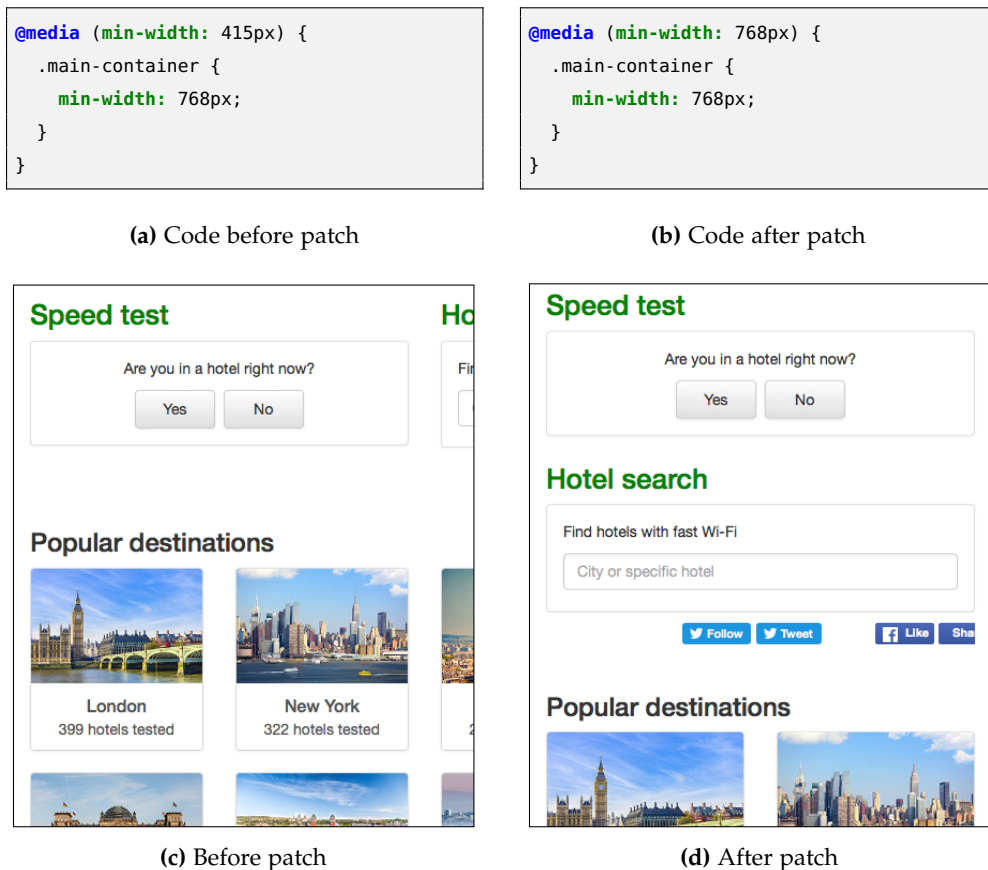 @media (min-width: 415px) {
.main-container {
min-width: 768px;
}
}
(a) Code before patch
@media (min-width: 768px) {
.main-container {
min-width: 768px;
}
}
(b) Code after patch
Speed test
Ho
Are you in a hotel right now?
Fin
Yes
No
Popular destinations
London
399 hotels tested
New York
322 hotels tested
2
(c) Before patch
Speed test
Are you in a hotel right now?
Yes
No
Hotel search
Find hotels with fast Wi-Fi
City or specific hotel
Follow
Tweet
Like
Sha
Popular destinations
(d) After patch